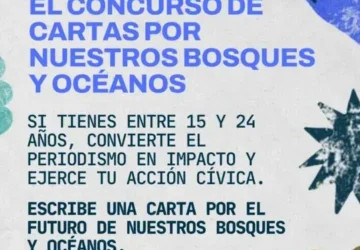 EL CONCURSO DE
CARTAS POR
NUESTROS BOSQUES
Y OCÉANOS
SI TIENES ENTRE 15 Y 24
AÑOS, CONVIERTE EL
PERIODISMO EN IMPACTO Y
EJERCE TU ACCIÓN CÍVICA.
ESCRIBE UNA CARTA POR EL
FUTURO DE NUESTROS BOSQUES
Y OCÉANOS.